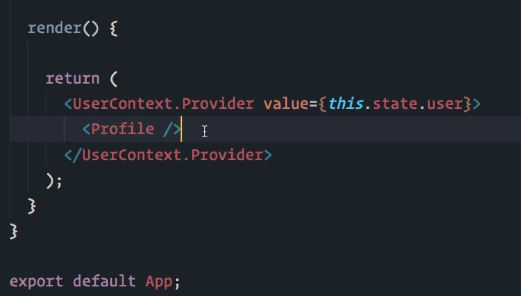 render() {
return (
<UserContext.Provider value={this.state.user}>
<Profile />
</UserContext.Provider>
);
}
}
export default App;